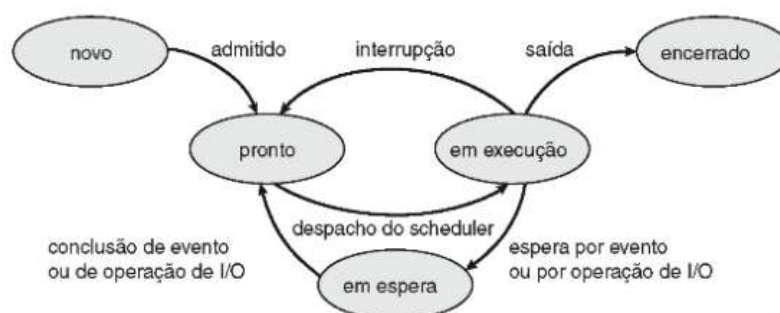 novo
admitido
interrupção
saída
encerrado
pronto
em execução
despacho do scheduler
conclusão de evento
ou de operação de I/O
em espera
espera por evento
ou por operação de I/O